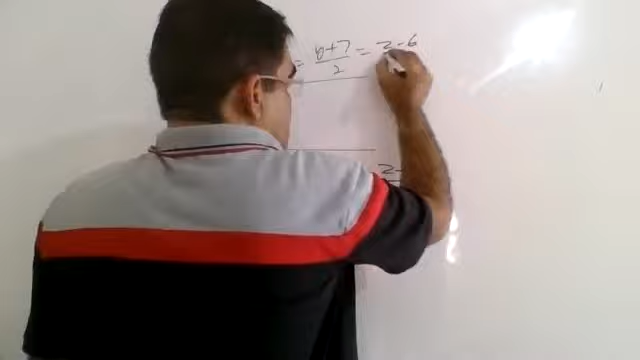 = y+7/2 = z-6
z-